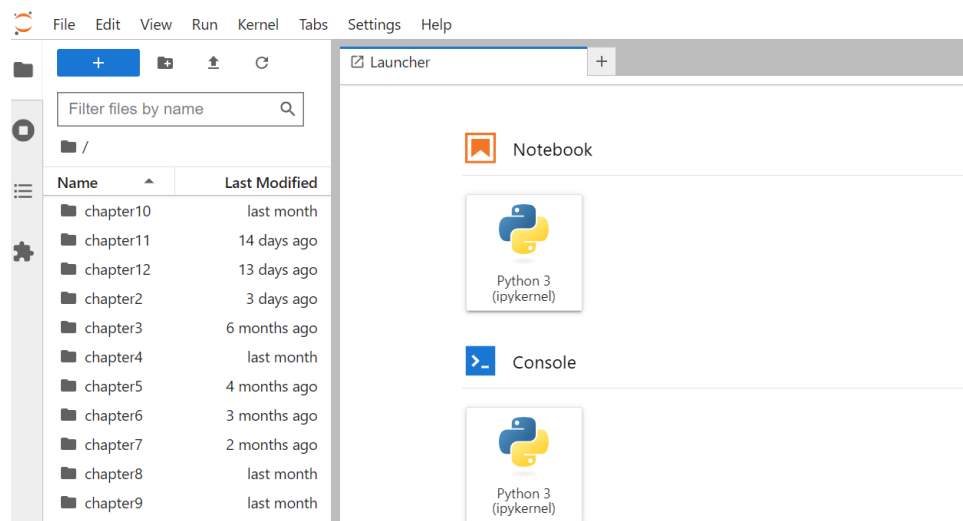 File Edit View Run Kernel Tabs Settings Help
+
Launcher
+
Filter files by name
/
Name Last Modified
chapter10 last month
chapter11 14 days ago
chapter12 13 days ago
chapter2 3 days ago
chapter3 6 months ago
chapter4 last month
chapter5 4 months ago
chapter6 3 months ago
chapter7 2 months ago
chapter8 last month
chapter9 last month
Notebook
Python 3
(ipykernel)
Console
Python 3
(ipykernel)